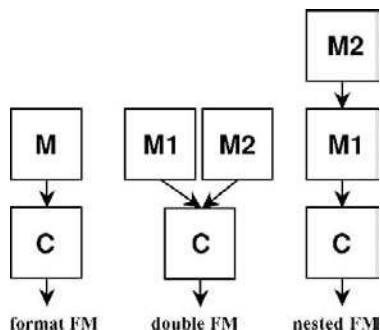 M2
M M1 M2 M1
C C C
format FM double FM nested FM